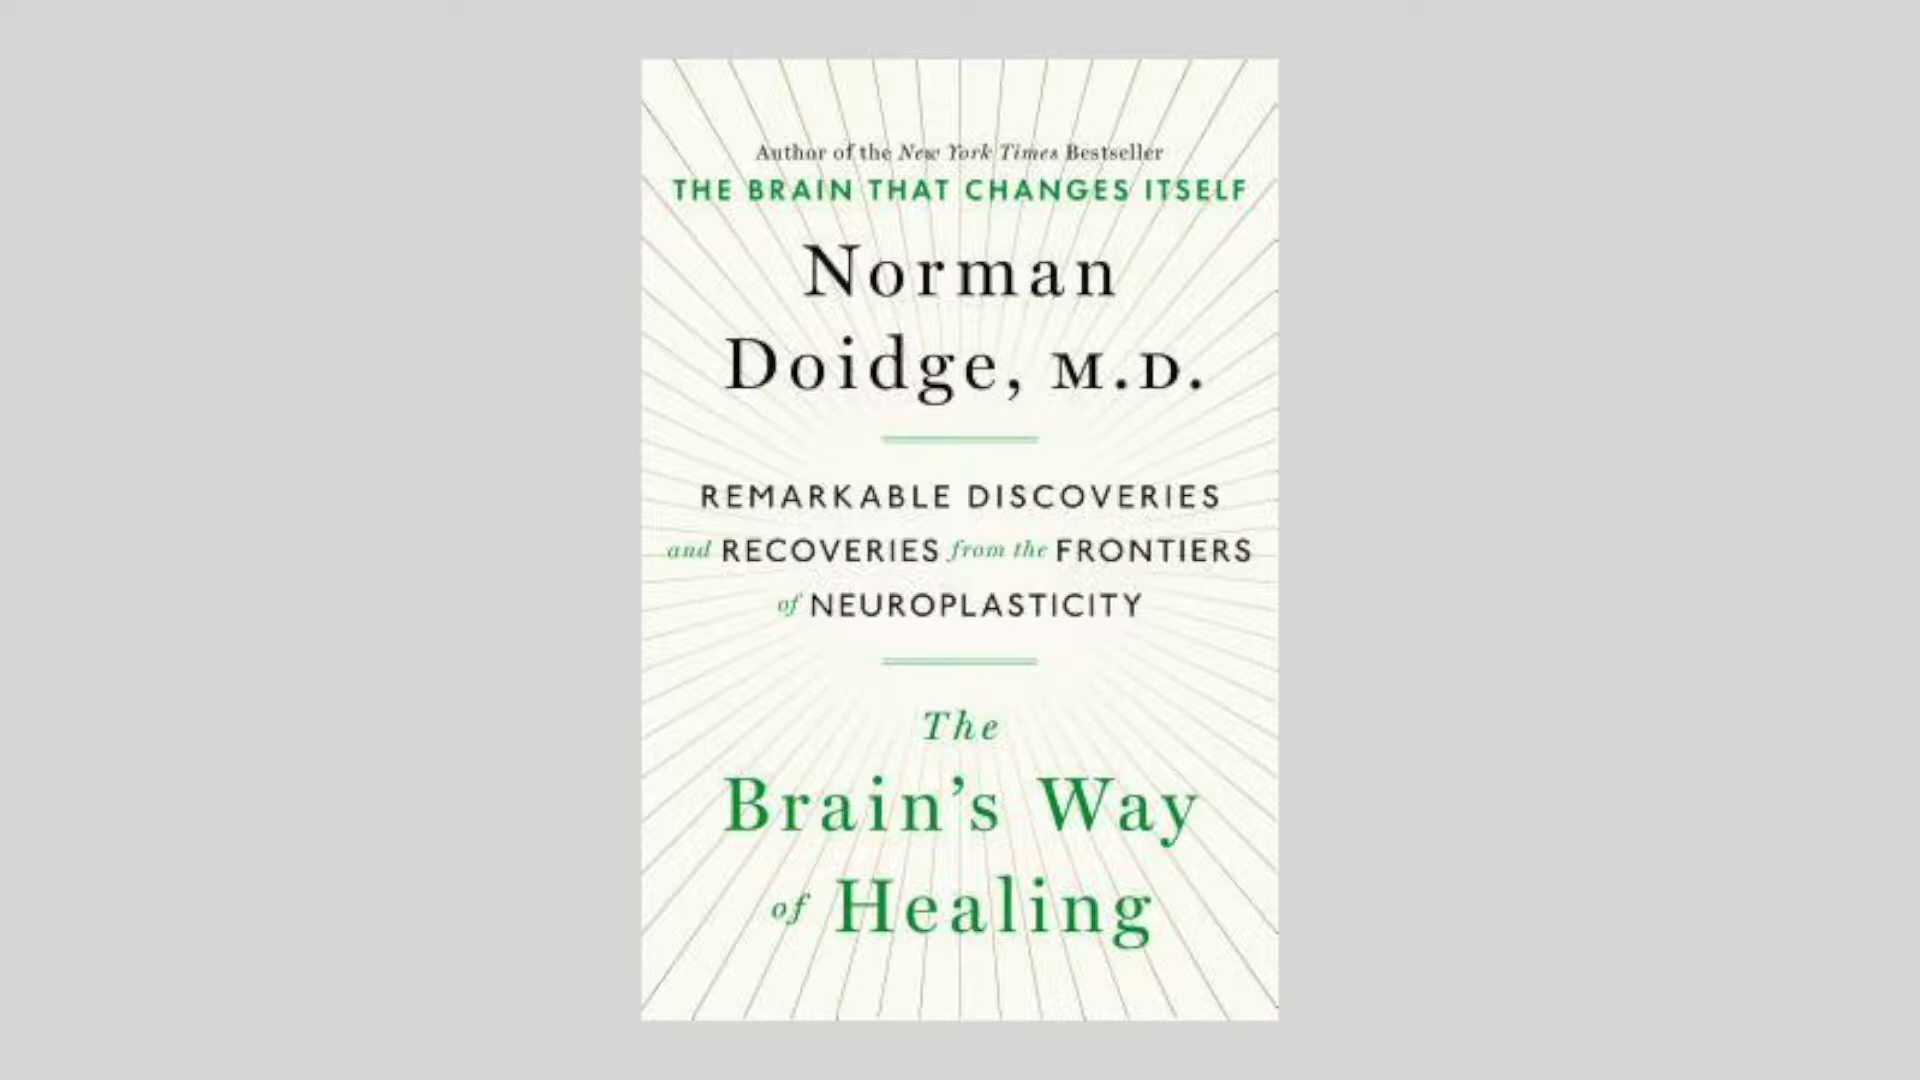 Author of the New York Times Bestseller
THE BRAIN THAT CHANGES ITSELF
Norman
Doidge, M.D.
REMARKABLE DISCOVERIES
and RECOVERIES from the FRONTIERS
of NEUROPLASTICITY
The
Brain’s Way
of Healing